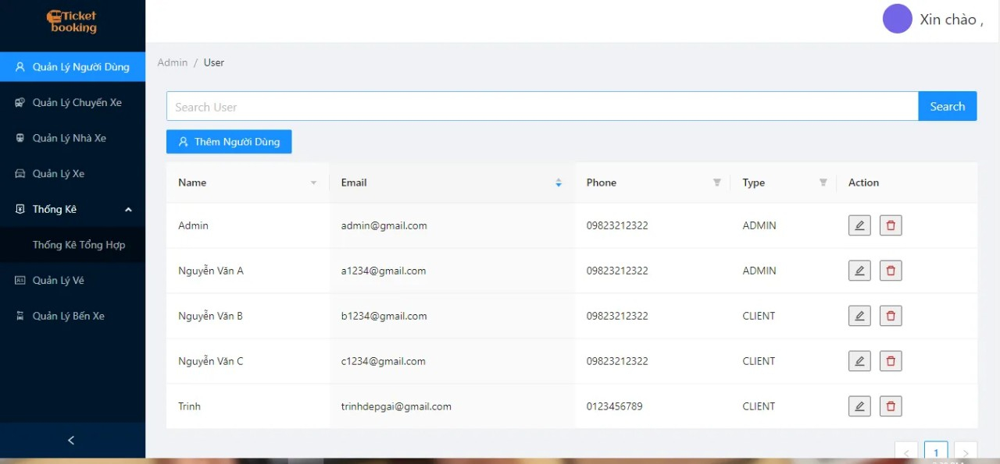 Ticket
booking
Xin chào ,
Quản Lý Người Dùng
Quản Lý Chuyến Xe
Quản Lý Nhà Xe
Quản Lý Xe
Thống Kê
Thống Kê Tổng Hợp
Quản Lý Vé
Quản Lý Bến Xe
Admin / User
Search User
Search
Thêm Người Dùng
Name Email Phone Type Action
Admin admin@gmail.com 09823212322 ADMIN
Nguyễn Văn A a1234@gmail.com 09823212322 ADMIN
Nguyễn Văn B b1234@gmail.com 09823212322 CLIENT
Nguyễn Văn C c1234@gmail.com 09823212322 CLIENT
Trinh trinhdepgai@gmail.com 0123456789 CLIENT
< 1 >